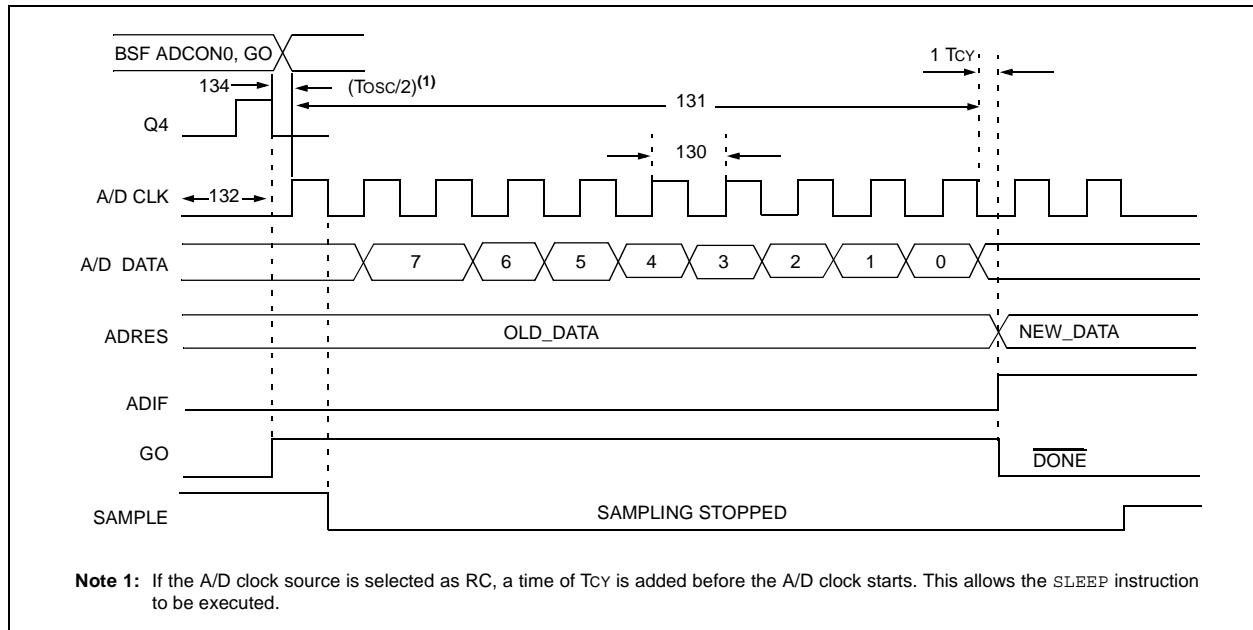 BSF ADCON0, GO
1 TCY
134
(TOSC/2)(1)
131
Q4
130
A/D CLK
132
A/D DATA
7 6 5 4 3 2 1 0
ADRES
OLD_DATA
NEW_DATA
ADIF
GO
DONE
SAMPLE
SAMPLING STOPPED
Note 1: If the A/D clock source is selected as RC, a time of TCY is added before the A/D clock starts. This allows the SLEEP instruction
to be executed.